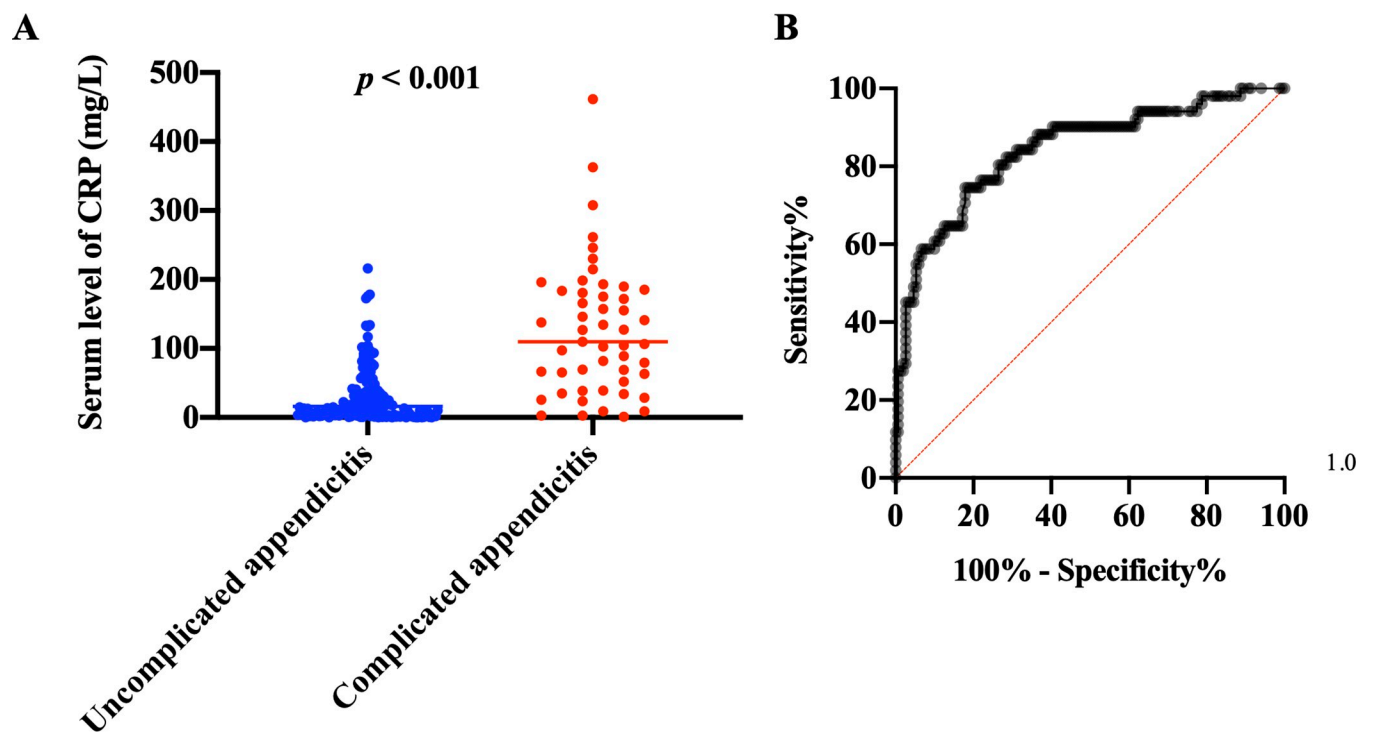 A
B
p < 0.001
Serum level of CRP (mg/L)
500
400
300
200
100
0
Uncomplicated appendicitis
Complicated appendicitis
Sensitivity%
100
80
60
40
20
0
0 20 40 60 80 100
100% - Specificity%
1.0